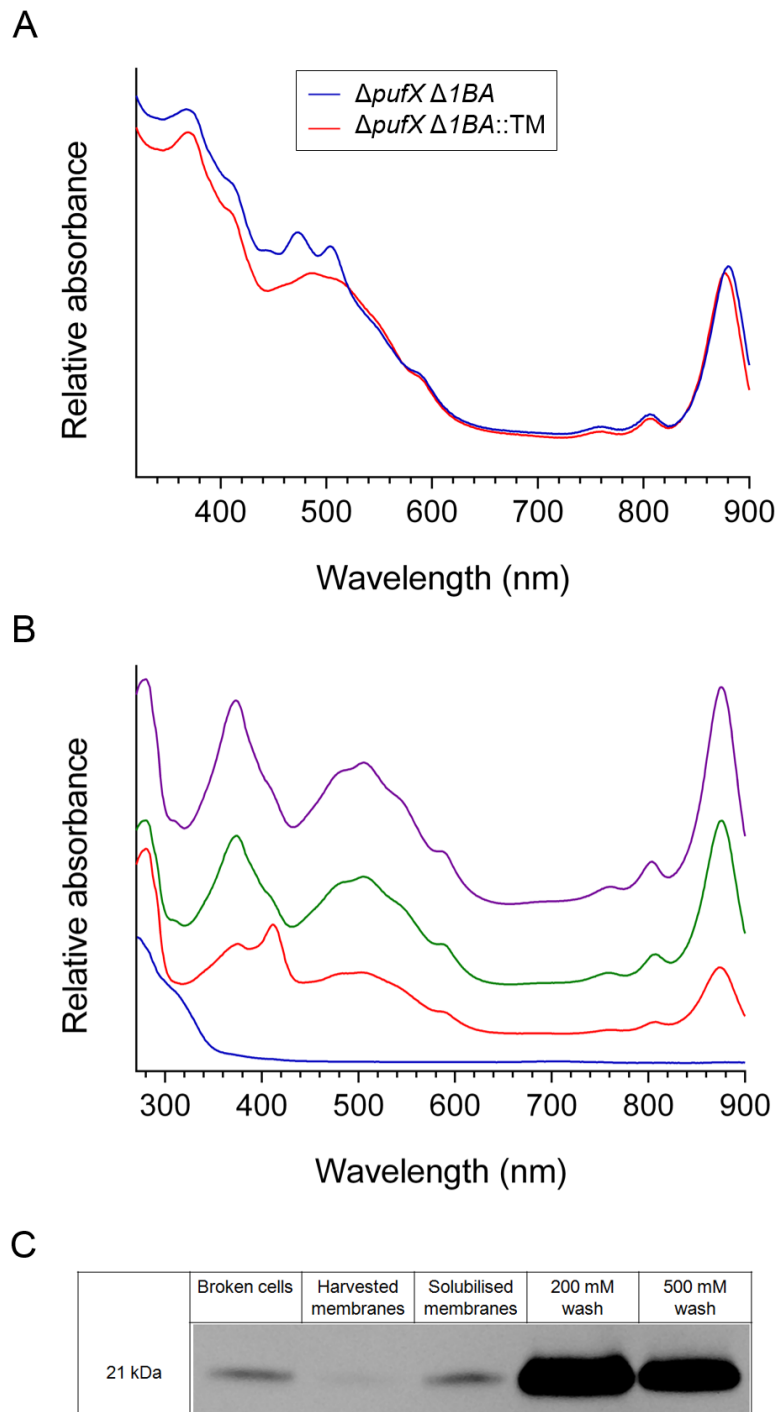 A
ΔpufX Δ1BA
ΔpufX Δ1BA::TM
Relative absorbance
400 500 600 700 800 900
Wavelength (nm)
B
Relative absorbance
300 400 500 600 700 800 900
Wavelength (nm)
C
Broken cells Harvested membranes Solubilised membranes 200 mM wash 500 mM wash
21 kDa